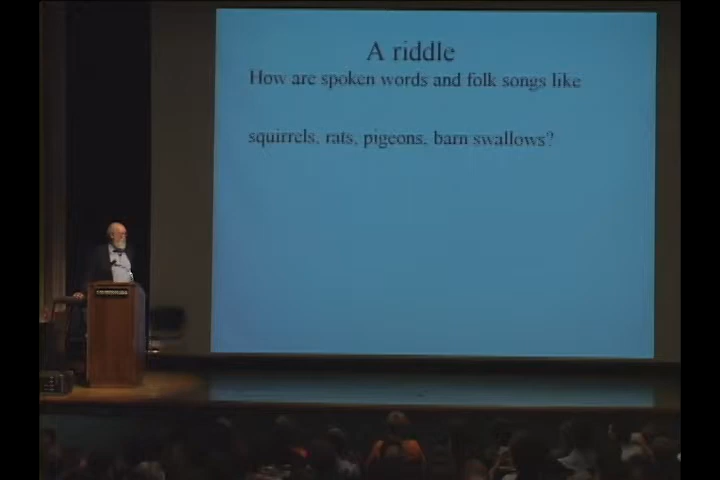 A riddle
How are spoken words and folk songs like
squirrels, rats, pigeons, barn swallows?